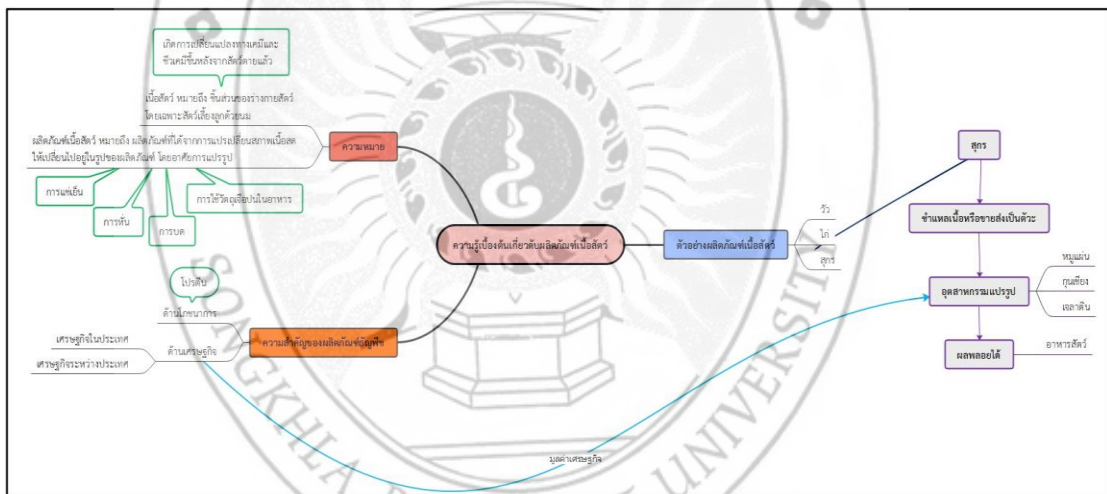 เกิดการเปลี่ยนแปลงทางเคมีและ
ชีวเคมีขึ้นหลังจากสัตว์ตายแล้ว
เนื้อสัตว์ หมายถึง ชิ้นส่วนของร่างกายสัตว์
โดยเฉพาะสัตว์เลี้ยงลูกด้วยนม
ผลิตภัณฑ์เนื้อสัตว์ หมายถึง ผลิตภัณฑ์ที่ได้จากการแปรเปลี่ยนสภาพเนื้อสด
ให้เปลี่ยนไปอยู่ในรูปของผลิตภัณฑ์ โดยอาศัยการแปรรูป
การแช่เย็น
การหั่น
การบด
การใช้วัตถุเจือปนในอาหาร
ความหมาย
ความรู้เบื้องต้นเกี่ยวกับผลิตภัณฑ์เนื้อสัตว์
โปรตีน
ด้านโภชนาการ
ด้านเศรษฐกิจ
เศรษฐกิจในประเทศ
เศรษฐกิจระหว่างประเทศ
ความสำคัญของผลิตภัณฑ์ธัญพืช
ตัวอย่างผลิตภัณฑ์เนื้อสัตว์
วัว
ไก่
สุกร
สุกร
ชำแหละเนื้อหรือขายส่งเป็นตัว
อุตสาหกรรมแปรรูป
หมูแผ่น
กุนเชียง
เจลาติน
ผลพลอยได้
อาหารสัตว์
มูลค่าเศรษฐกิจ
SONGKHLA
UNIVERSITY